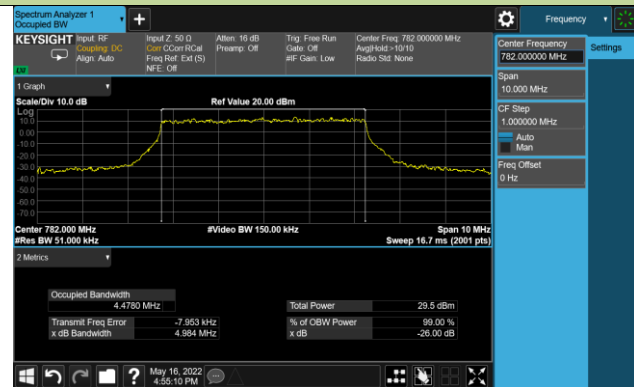 Spectrum Analyzer 1
Occupied BW
Frequency
KEYSIGHT
Input: RF
Coupling: DC
Align: Auto
Input Z: 50 Ω
Corr CCorr RCal
Freq Ref: Ext (S)
NFE: Off
Atten: 16 dB
Preamp: Off
Trig: Free Run
Gate: Off
#IF Gain: Low
Center Freq: 782.000000 MHz
Avg|Hold:>10/10
Radio Std: None
LXI
Center Frequency
782.000000 MHz
Settings
Span
10.000 MHz
CF Step
1.000000 MHz
Auto
Man
Freq Offset
0 Hz
1 Graph
Scale/Div 10.0 dB
Ref Value 20.00 dBm
Log
10.0
0.00
-10.0
-20.0
-30.0
-40.0
-50.0
-60.0
-70.0
Center 782.000 MHz
#Video BW 150.00 kHz
Span 10 MHz
#Res BW 51.000 kHz
Sweep 16.7 ms (2001 pts)
2 Metrics
Occupied Bandwidth
4.4780 MHz
Total Power
29.5 dBm
Transmit Freq Error
-7.953 kHz
% of OBW Power
99.00 %
x dB Bandwidth
4.984 MHz
x dB
-26.00 dB
?
May 16, 2022
4:55:10 PM